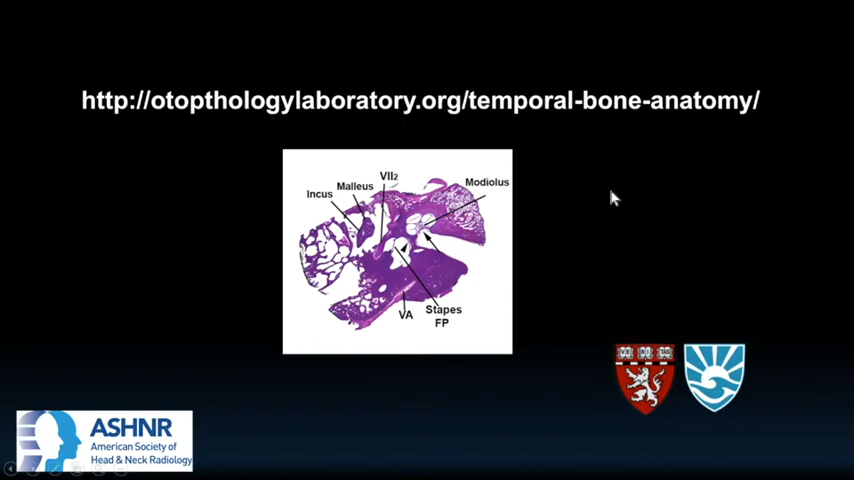 http://otopthologylaboratory.org/temporal-bone-anatomy/
VII2
Malleus
Modiolus
Incus
Stapes
VA
FP
ASHNR
American Society of
Head & Neck Radiology